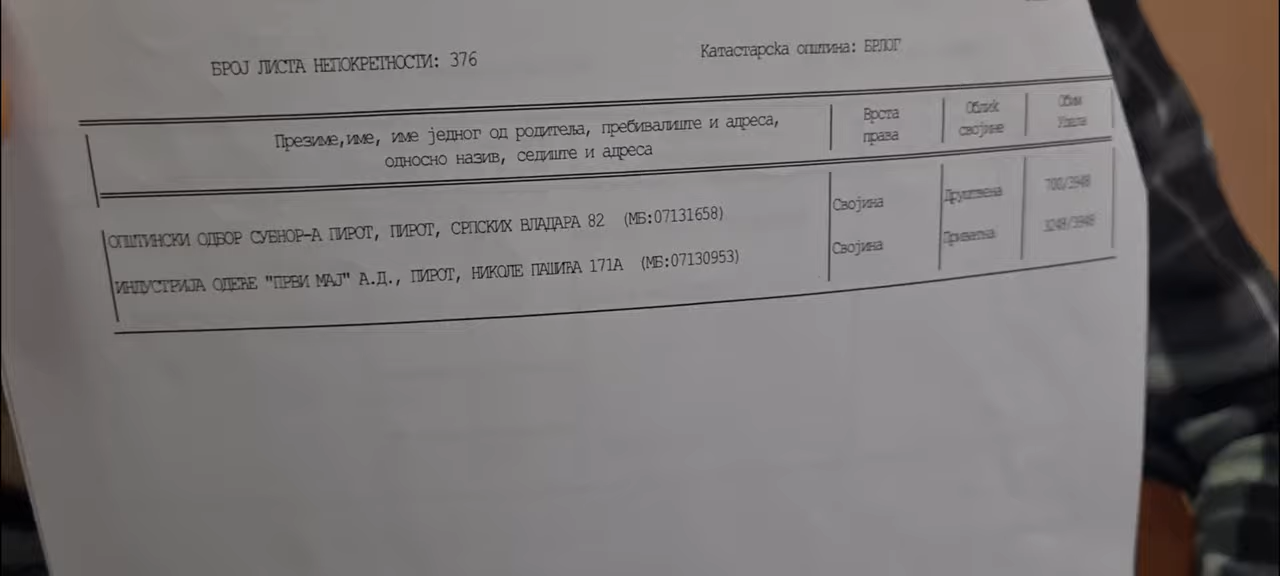 БРОЈ ЛИСТА НЕПОКРЕТНОСТИ: 376
Катастарска општина: БРЛОГ
Презиме,име, име једног од родитеља, пребивалиште и адреса,
односно назив, седиште и адреса
Врста
права
Облик
својине
Обим
Удела
ОПШТИНСКИ ОДБОР СУБНОР-А ПИРОТ, ПИРОТ, СРПСКИХ ВЛАДАРА 82 (МБ:07131658)
Својина
Друштвена
700/3948
ИНДУСТРИЈА ОДЕЋЕ "ПРВИ МАЈ" А.Д., ПИРОТ, НИКОЛЕ ПАШИЋА 171А (МБ:07130953)
Својина
Приватна
3248/3948